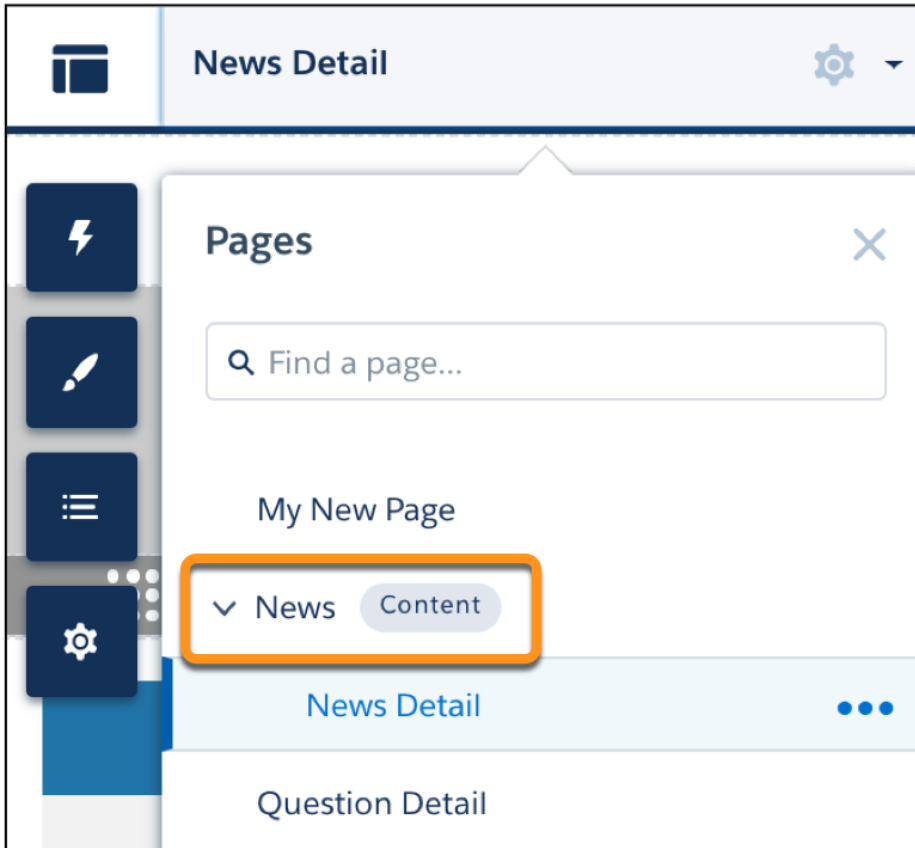 News Detail
Pages
Find a page...
My New Page
News Content
News Detail
Question Detail